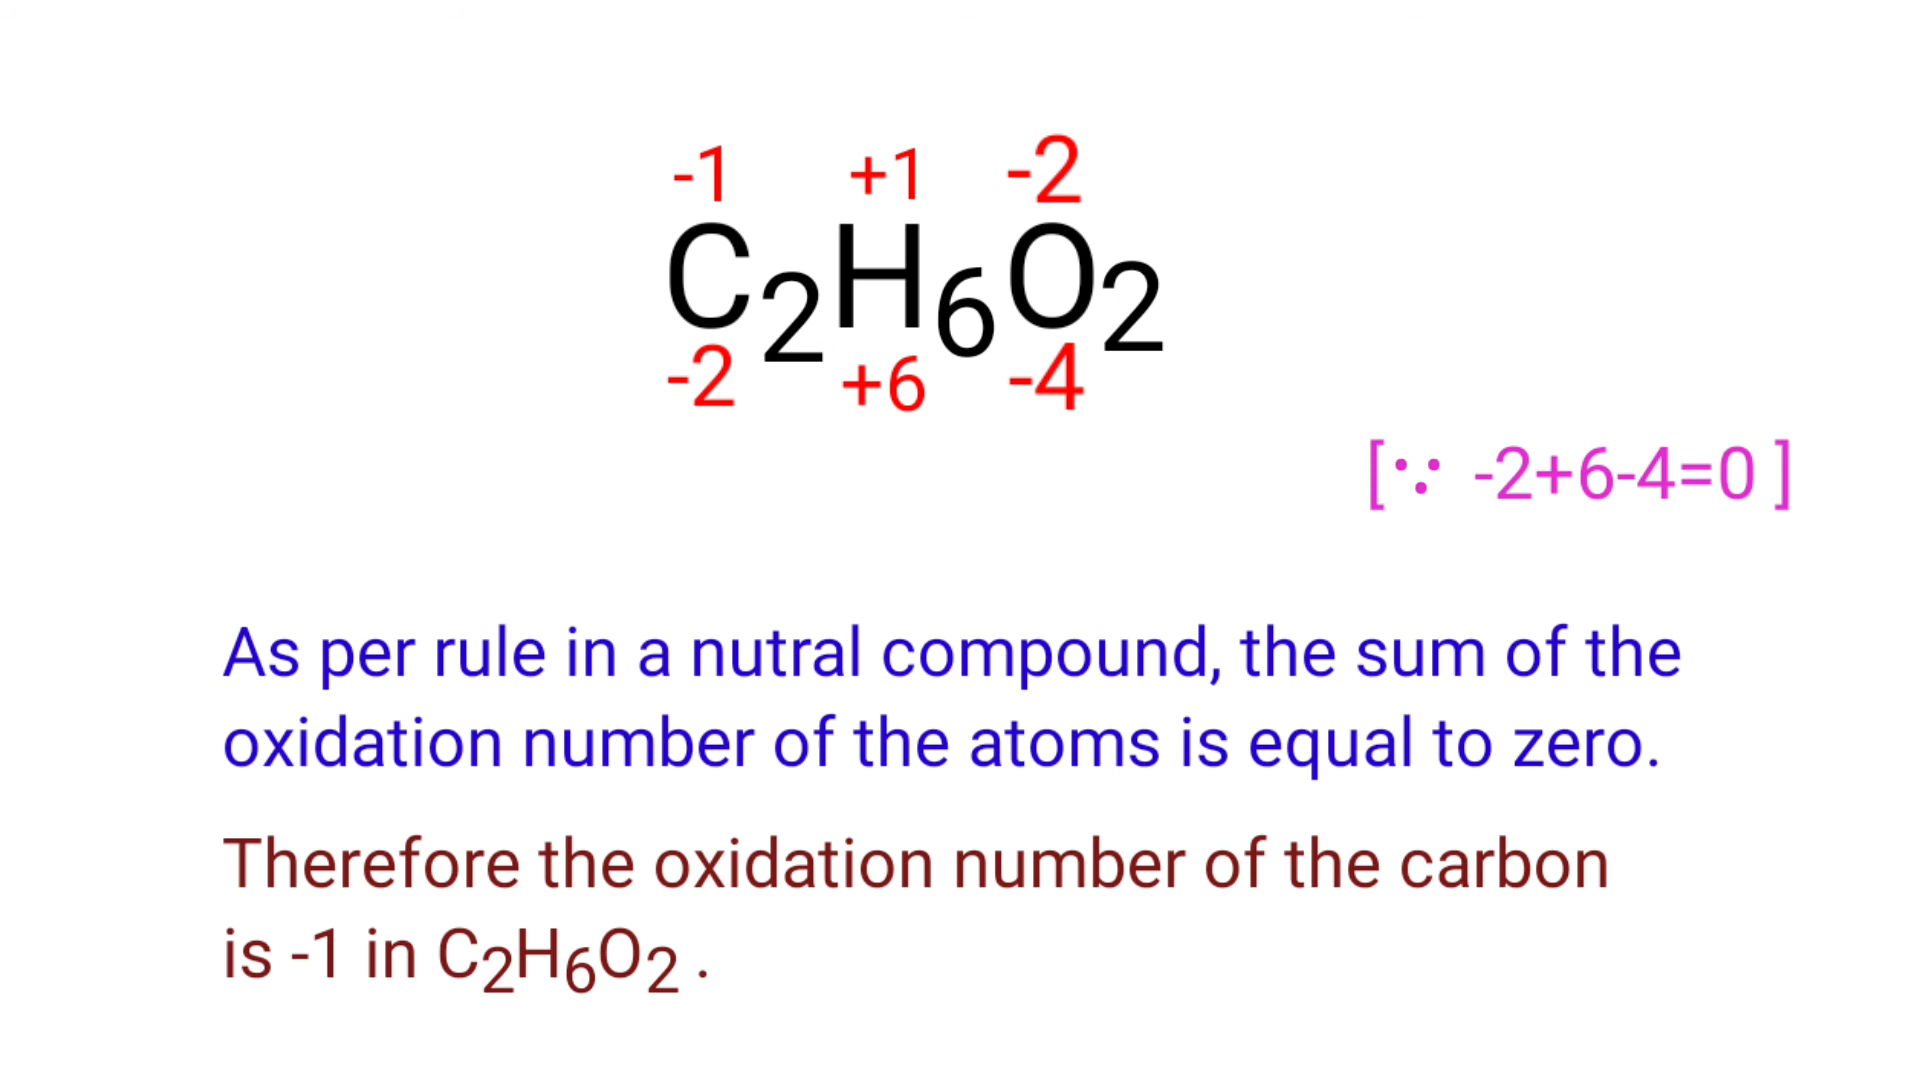 -1 +1 -2
C2H6O2
-2 +6 -4
[∵ -2+6-4=0 ]
As per rule in a nutral compound, the sum of the
oxidation number of the atoms is equal to zero.
Therefore the oxidation number of the carbon
is -1 in C2H6O2 .